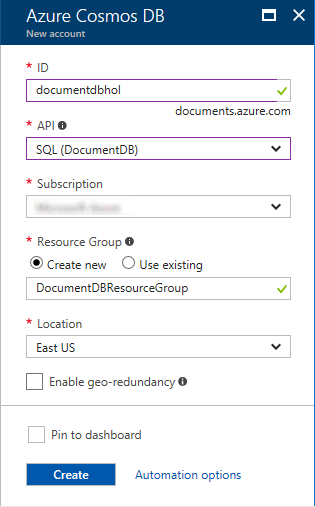 Azure Cosmos DB
New account
* ID
documentdbhol
documents.azure.com
* API
SQL (DocumentDB)
* Subscription
* Resource Group
Create new Use existing
DocumentDBResourceGroup
* Location
East US
Enable geo-redundancy
Pin to dashboard
Create Automation options